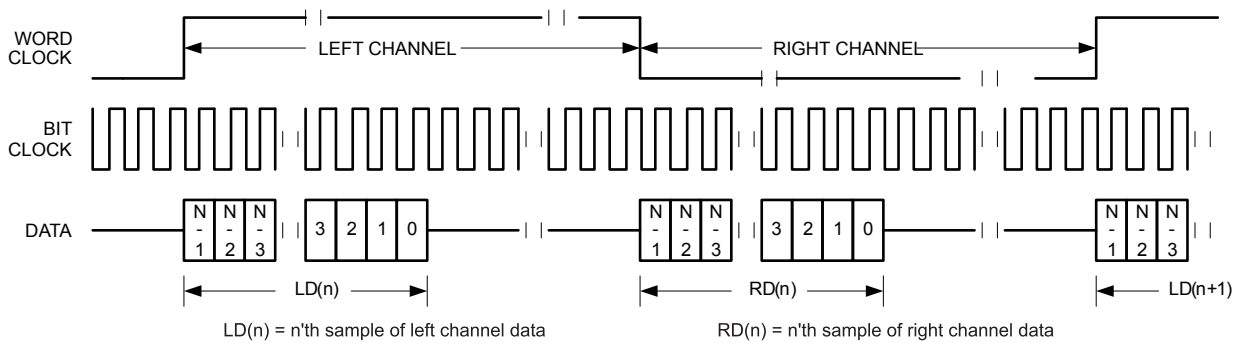 WORD
CLOCK
LEFT CHANNEL
RIGHT CHANNEL
BIT
CLOCK
DATA
N
-
1
N
-
2
N
-
3
3
2
1
0
N
-
1
N
-
2
N
-
3
3
2
1
0
N
-
1
N
-
2
N
-
3
LD(n)
RD(n)
LD(n+1)
LD(n) = n'th sample of left channel data
RD(n) = n'th sample of right channel data